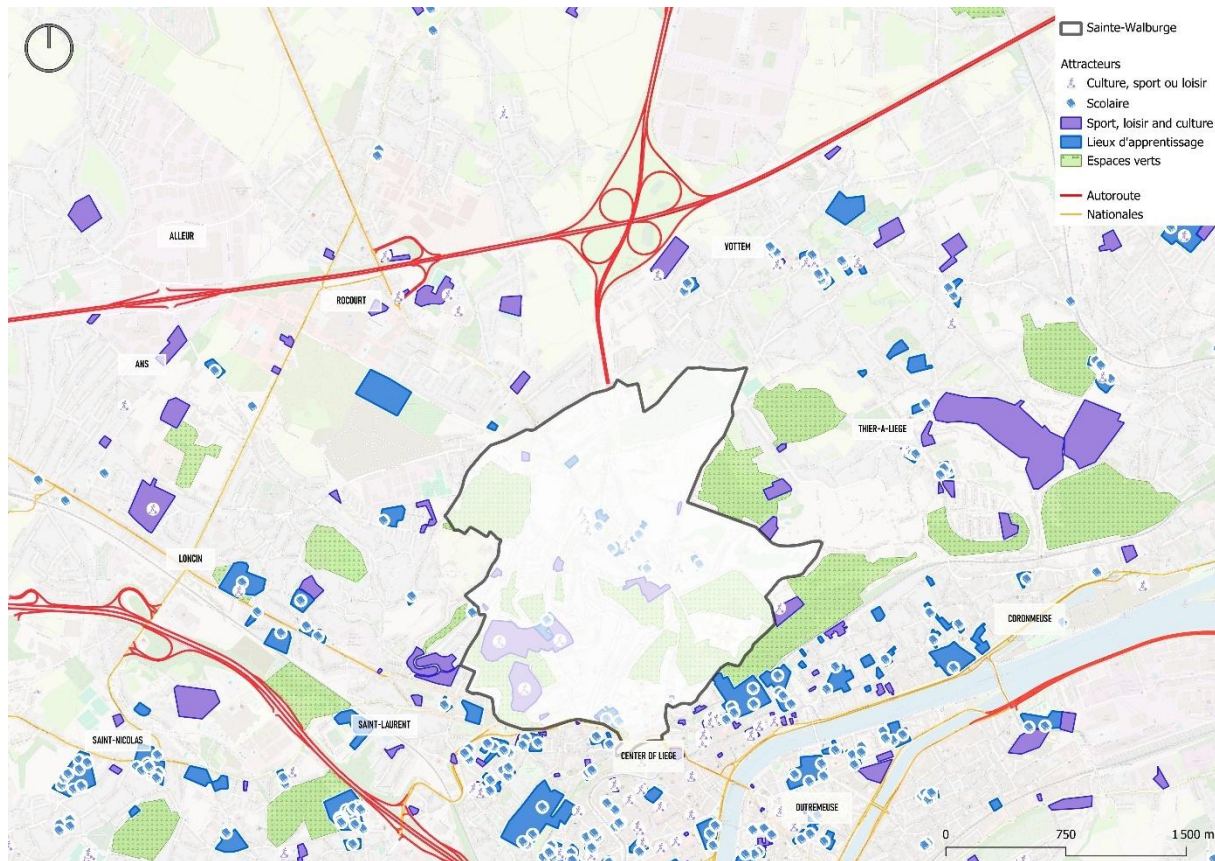 Sainte-Walburge
Attracteurs
Culture, sport ou loisir
Scolaire
Sport, loisir and culture
Lieux d'apprentissage
Espaces verts
Autoroute
Nationales
ALLEUR
VOTTEM
ROCOURT
ANS
THIER-A-LIEGE
LONCIN
CORONMEUSE
SAINT-LAURENT
SAINT-NICOLAS
CENTER OF LIEGE
OUTREMEUSE
0 750 1 500 m